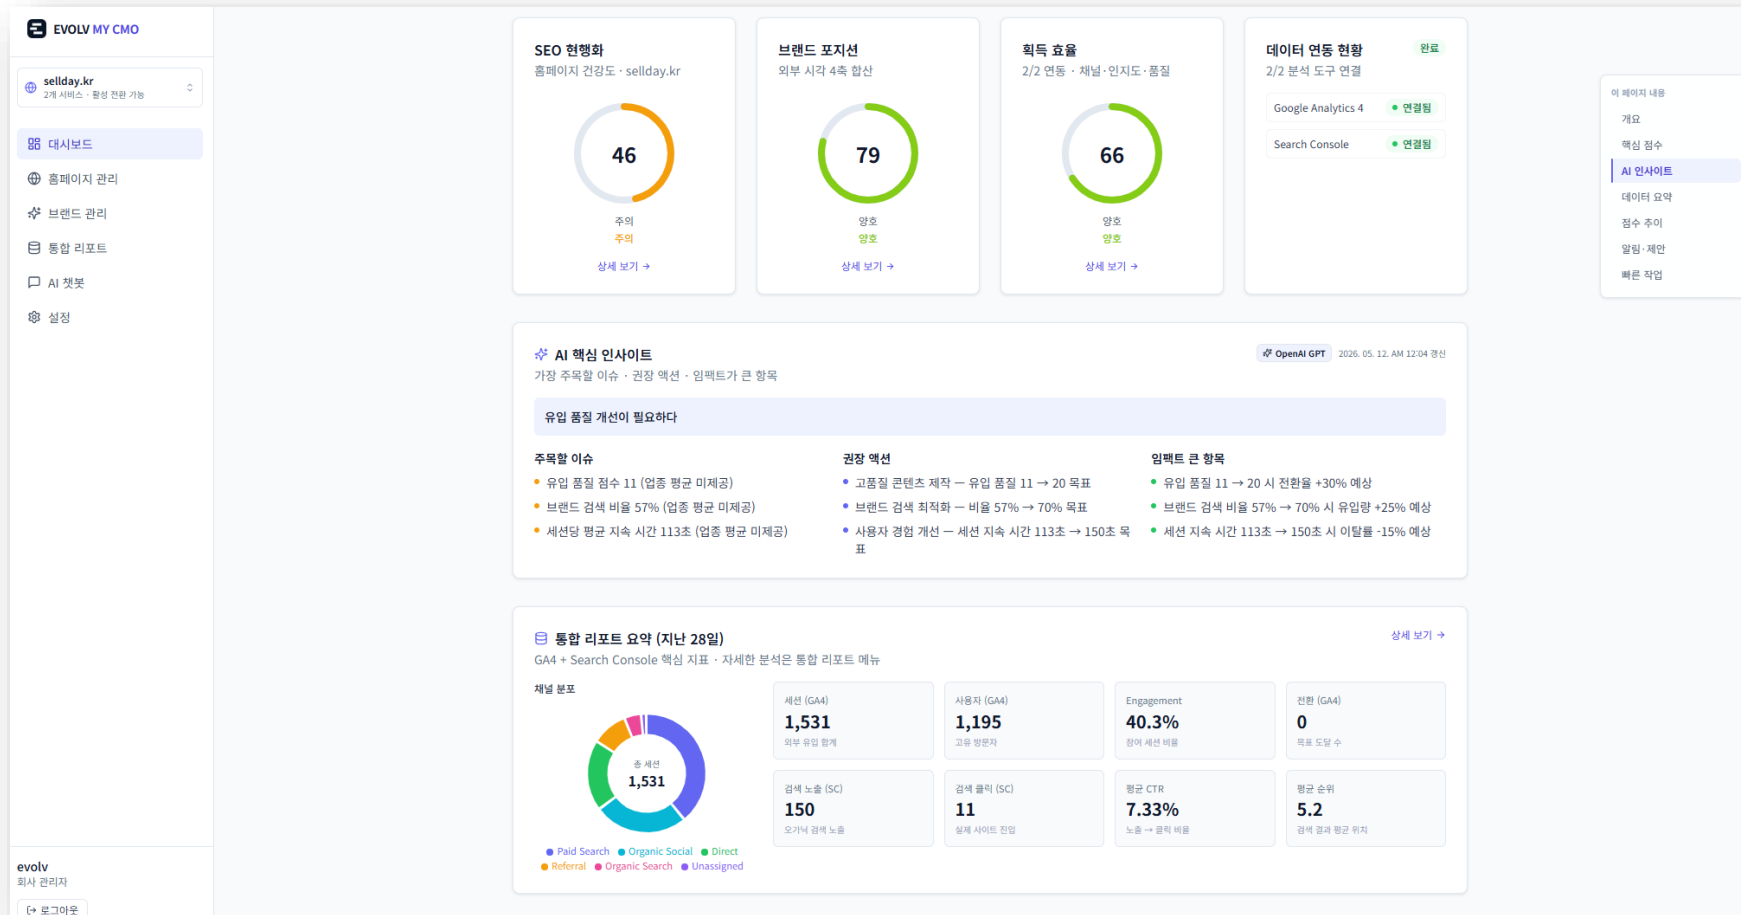 EVOLV MY CMO
sellday.kr
2개 서비스 · 활성 전환 가능
대시보드
홈페이지 관리
브랜드 관리
통합 리포트
AI 챗봇
설정
evolv
회사 관리자
로그아웃
SEO 현행화
홈페이지 건강도 · sellday.kr
46
주의
주의
상세 보기 →
브랜드 포지션
외부 시각 4축 합산
79
양호
양호
상세 보기 →
획득 효율
2/2 연동 · 채널·인지도·품질
66
양호
양호
상세 보기 →
데이터 연동 현황
완료
2/2 분석 도구 연결
Google Analytics 4
연결됨
Search Console
연결됨
이 페이지 내용
개요
핵심 점수
AI 인사이트
데이터 요약
점수 추이
알림·제안
빠른 작업
AI 핵심 인사이트
OpenAI GPT
2026. 05. 12. AM 12:04 갱신
가장 주목할 이슈 · 권장 액션 · 임팩트가 큰 항목
유입 품질 개선이 필요하다
주목할 이슈
유입 품질 점수 11 (업종 평균 미제공)
브랜드 검색 비율 57% (업종 평균 미제공)
세션당 평균 지속 시간 113초 (업종 평균 미제공)
권장 액션
고품질 콘텐츠 제작 — 유입 품질 11 → 20 목표
브랜드 검색 최적화 — 비율 57% → 70% 목표
사용자 경험 개선 — 세션 지속 시간 113초 → 150초 목
표
임팩트 큰 항목
유입 품질 11 → 20 시 전환율 +30% 예상
브랜드 검색 비율 57% → 70% 시 유입량 +25% 예상
세션 지속 시간 113초 → 150초 시 이탈률 -15% 예상
통합 리포트 요약 (지난 28일)
상세 보기 →
GA4 + Search Console 핵심 지표 · 자세한 분석은 통합 리포트 메뉴
채널 분포
총 세션
1,531
Paid Search
Organic Social
Direct
Referral
Organic Search
Unassigned
세션 (GA4)
1,531
외부 유입 합계
사용자 (GA4)
1,195
고유 방문자
Engagement
40.3%
참여 세션 비율
전환 (GA4)
0
목표 도달 수
검색 노출 (SC)
150
오가닉 검색 노출
검색 클릭 (SC)
11
실제 사이트 진입
평균 CTR
7.33%
노출 → 클릭 비율
평균 순위
5.2
검색 결과 평균 위치